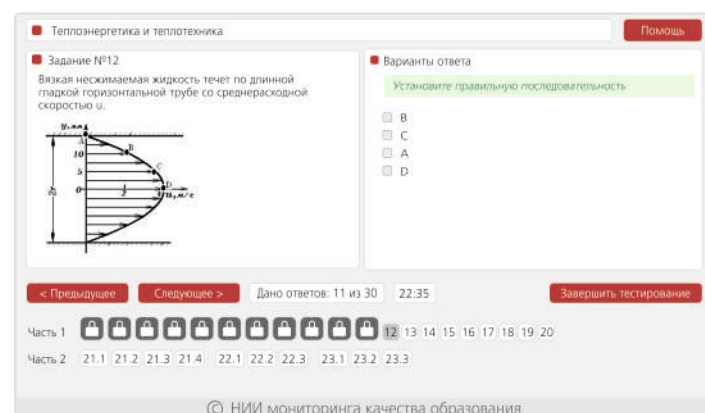 Теплоэнергетика и теплотехника
Помощь
Задание №12
Вязкая несжимаемая жидкость течет по длинной
гладкой горизонтальной трубе со среднерасходной
скоростью u.
A
B
10
5
C
0
D
Варианты ответа
Установите правильную последовательность
B
C
A
D
< Предыдущее
Следующее >
Дано ответов: 11 из 30
22:35
Завершить тестирование
Часть 1
12 13 14 15 16 17 18 19 20
Часть 2
21.1 21.2 21.3 21.4 22.1 22.2 22.3 23.1 23.2 23.3
© НИИ мониторинга качества образования